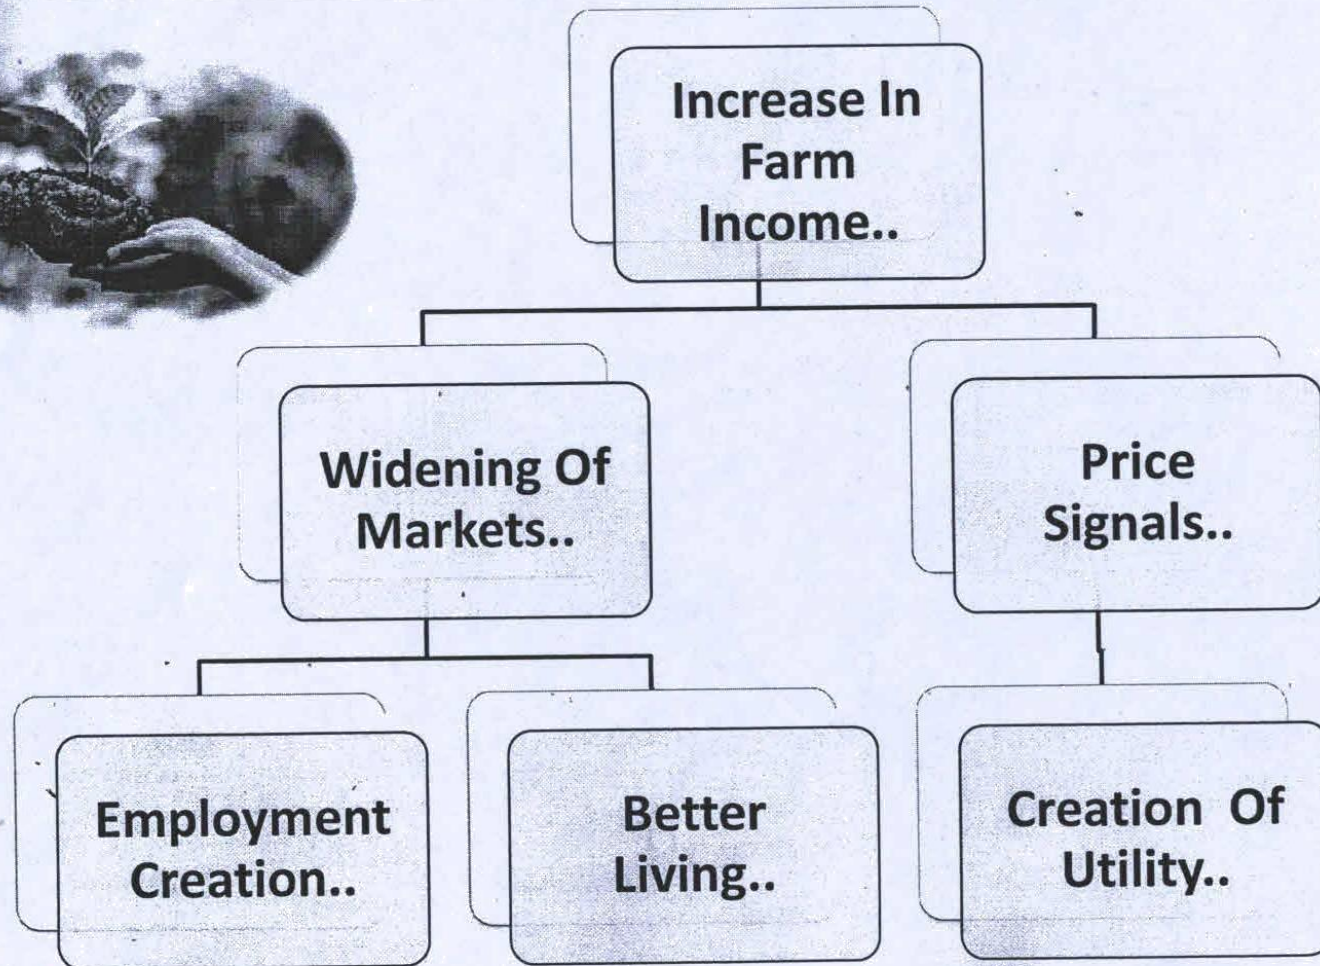 Increase In
Farm
Income..
Widening Of
Markets..
Price
Signals..
Employment
Creation..
Better
Living..
Creation Of
Utility..